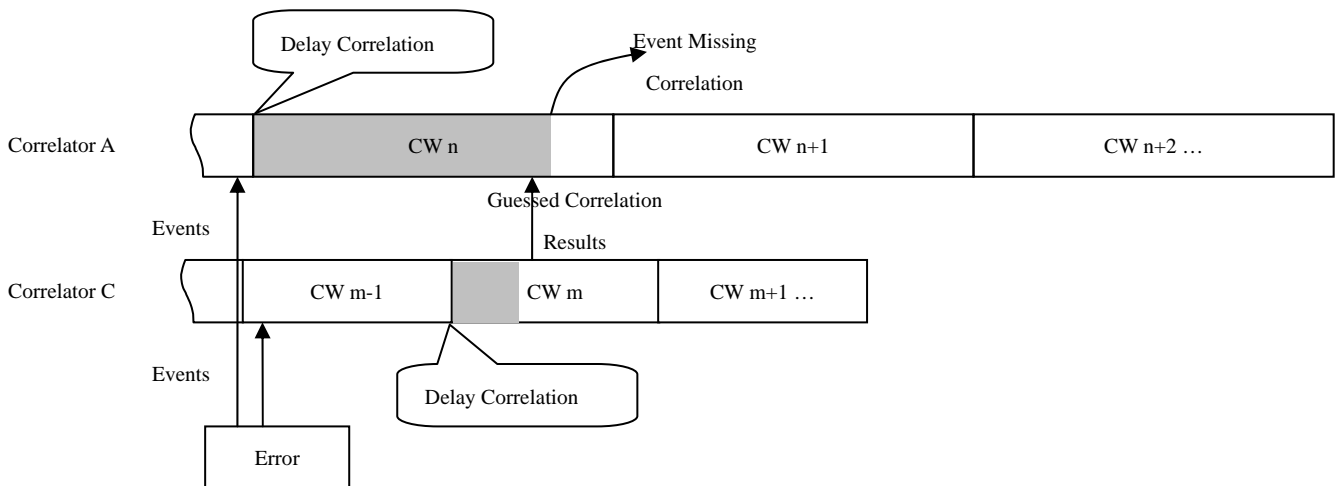 Delay Correlation
Event Missing
Correlation
Correlator A
CW n
CW n+1
CW n+2 …
Guessed Correlation
Events
Results
Correlator C
CW m-1
CW m
CW m+1 …
Events
Delay Correlation
Error